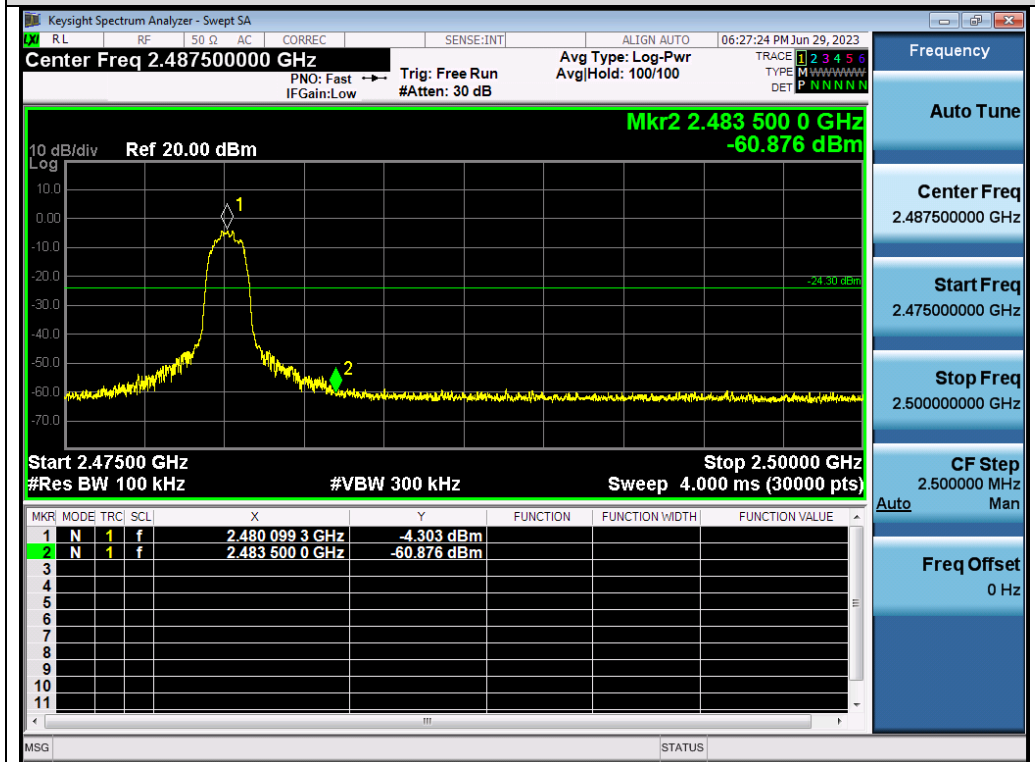 Keysight Spectrum Analyzer - Swept SA
LXI RL RF 50 Ω AC CORREC SENSE:INT ALIGN AUTO 06:27:24 PM Jun 29, 2023
Center Freq 2.487500000 GHz
PNO: Fast
IFGain:Low
Trig: Free Run
#Atten: 30 dB
Avg Type: Log-Pwr
Avg|Hold: 100/100
TRACE 1 2 3 4 5 6
TYPE M WWWWW
DET P N N N N N
Mkr2 2.483 500 0 GHz
-60.876 dBm
10 dB/div Ref 20.00 dBm
Log
10.0
0.00
-10.0
-20.0
-30.0
-40.0
-50.0
-60.0
-70.0
1
2
-24.30 dBm
Start 2.47500 GHz Stop 2.50000 GHz
#Res BW 100 kHz #VBW 300 kHz Sweep 4.000 ms (30000 pts)
MKR MODE TRC SCL X Y FUNCTION FUNCTION WIDTH FUNCTION VALUE
1 N 1 f 2.480 099 3 GHz -4.303 dBm
2 N 1 f 2.483 500 0 GHz -60.876 dBm
3
4
5
6
7
8
9
10
11
MSG STATUS
Frequency
Auto Tune
Center Freq
2.487500000 GHz
Start Freq
2.475000000 GHz
Stop Freq
2.500000000 GHz
CF Step
2.500000 MHz
Auto Man
Freq Offset
0 Hz